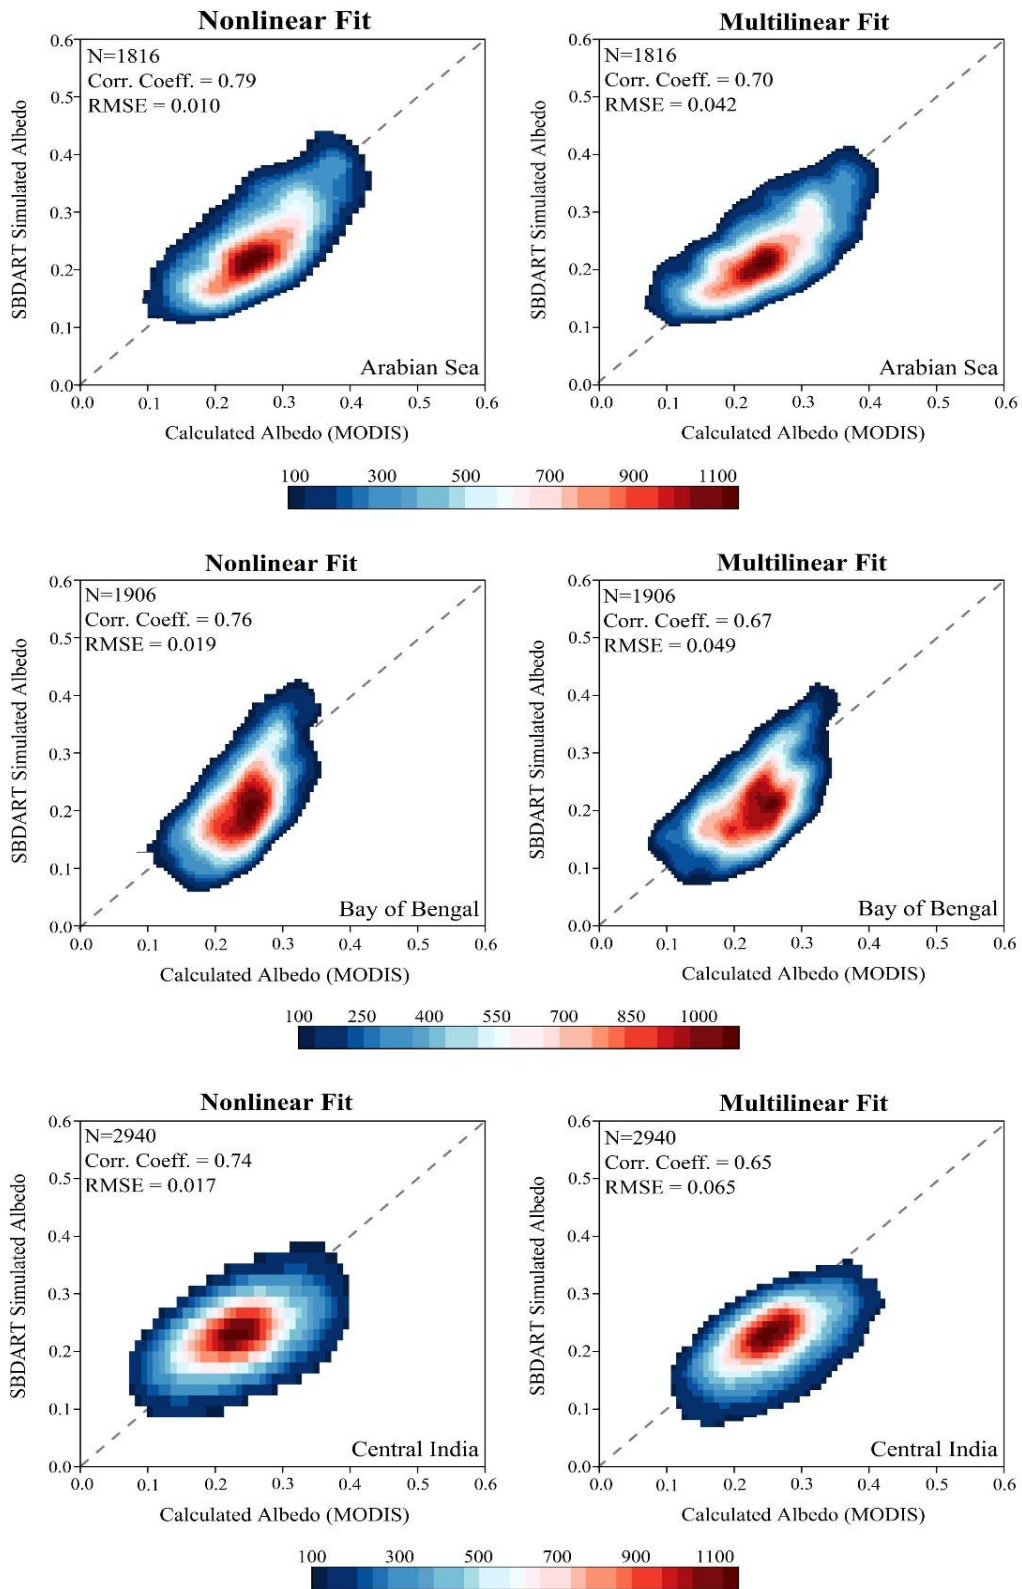 Nonlinear Fit
N=1816
Corr. Coeff. = 0.79
RMSE = 0.010
SBDART Simulated Albedo
0.6
0.5
0.4
0.3
0.2
0.1
0.0
Arabian Sea
0.0 0.1 0.2 0.3 0.4 0.5 0.6
Calculated Albedo (MODIS)
Multilinear Fit
N=1816
Corr. Coeff. = 0.70
RMSE = 0.042
SBDART Simulated Albedo
0.6
0.5
0.4
0.3
0.2
0.1
0.0
Arabian Sea
0.0 0.1 0.2 0.3 0.4 0.5 0.6
Calculated Albedo (MODIS)
100 300 500 700 900 1100
Nonlinear Fit
N=1906
Corr. Coeff. = 0.76
RMSE = 0.019
SBDART Simulated Albedo
0.6
0.5
0.4
0.3
0.2
0.1
0.0
Bay of Bengal
0.0 0.1 0.2 0.3 0.4 0.5 0.6
Calculated Albedo (MODIS)
Multilinear Fit
N=1906
Corr. Coeff. = 0.67
RMSE = 0.049
SBDART Simulated Albedo
0.6
0.5
0.4
0.3
0.2
0.1
0.0
Bay of Bengal
0.0 0.1 0.2 0.3 0.4 0.5 0.6
Calculated Albedo (MODIS)
100 250 400 550 700 850 1000
Nonlinear Fit
N=2940
Corr. Coeff. = 0.74
RMSE = 0.017
SBDART Simulated Albedo
0.6
0.5
0.4
0.3
0.2
0.1
0.0
Central India
0.0 0.1 0.2 0.3 0.4 0.5 0.6
Calculated Albedo (MODIS)
Multilinear Fit
N=2940
Corr. Coeff. = 0.65
RMSE = 0.065
SBDART Simulated Albedo
0.6
0.5
0.4
0.3
0.2
0.1
0.0
Central India
0.0 0.1 0.2 0.3 0.4 0.5 0.6
Calculated Albedo (MODIS)
100 300 500 700 900 1100